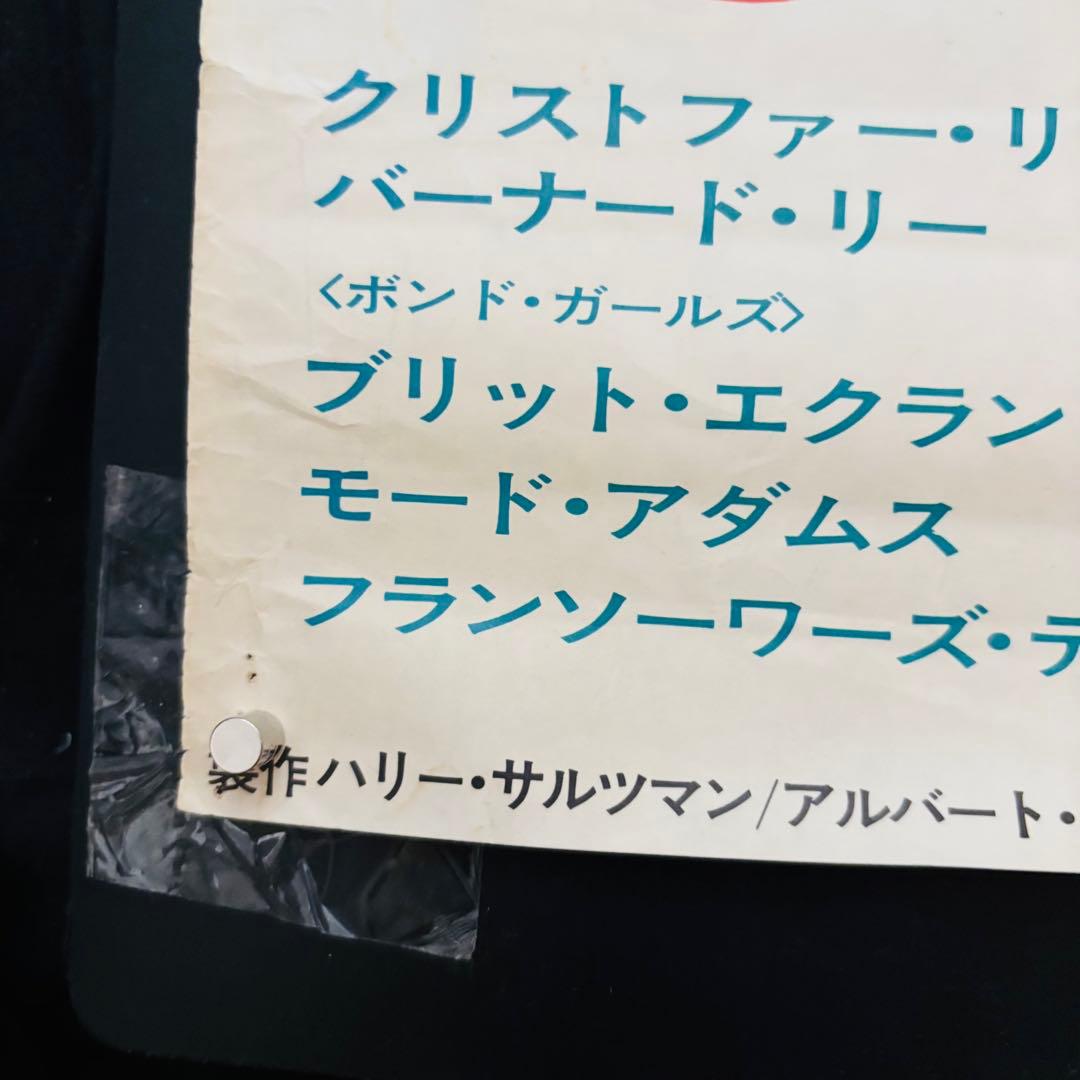 クリストファー・リ
バーナード・リー
〈ボンド・ガールズ〉
ブリット・エクラン
モード・アダムス
フランソーワーズ・テ
製作ハリー・サルツマン/アルバート・